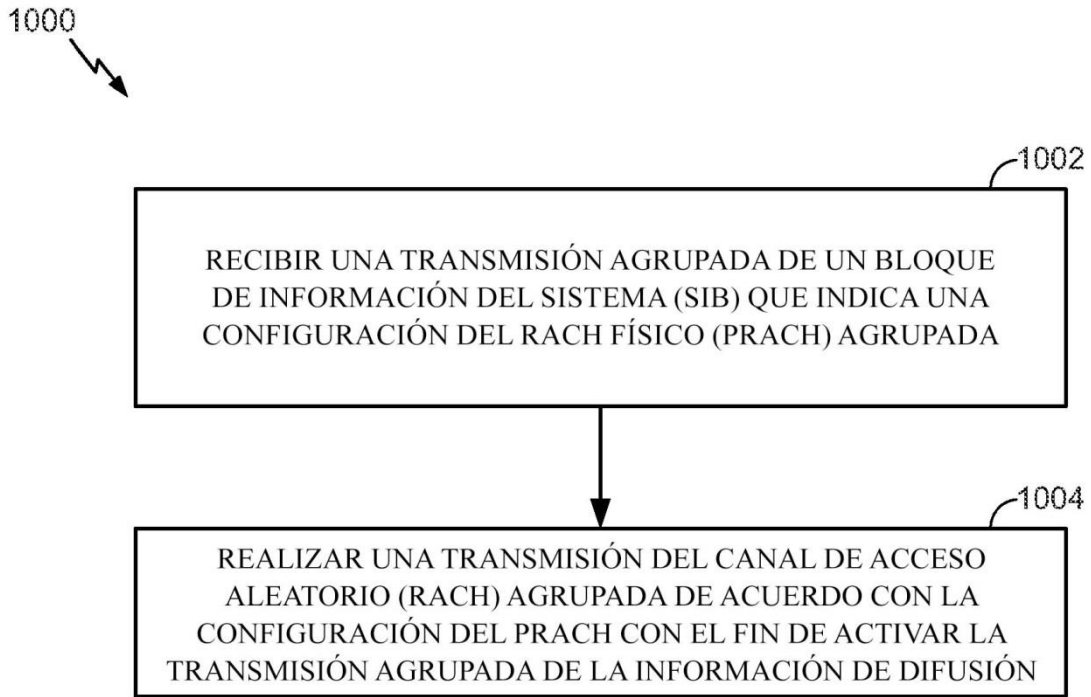 1000
1002
RECIBIR UNA TRANSMISIÓN AGRUPADA DE UN BLOQUE
DE INFORMACIÓN DEL SISTEMA (SIB) QUE INDICA UNA
CONFIGURACIÓN DEL RACH FÍSICO (PRACH) AGRUPADA
1004
REALIZAR UNA TRANSMISIÓN DEL CANAL DE ACCESO
ALEATORIO (RACH) AGRUPADA DE ACUERDO CON LA
CONFIGURACIÓN DEL PRACH CON EL FIN DE ACTIVAR LA
TRANSMISIÓN AGRUPADA DE LA INFORMACIÓN DE DIFUSIÓN